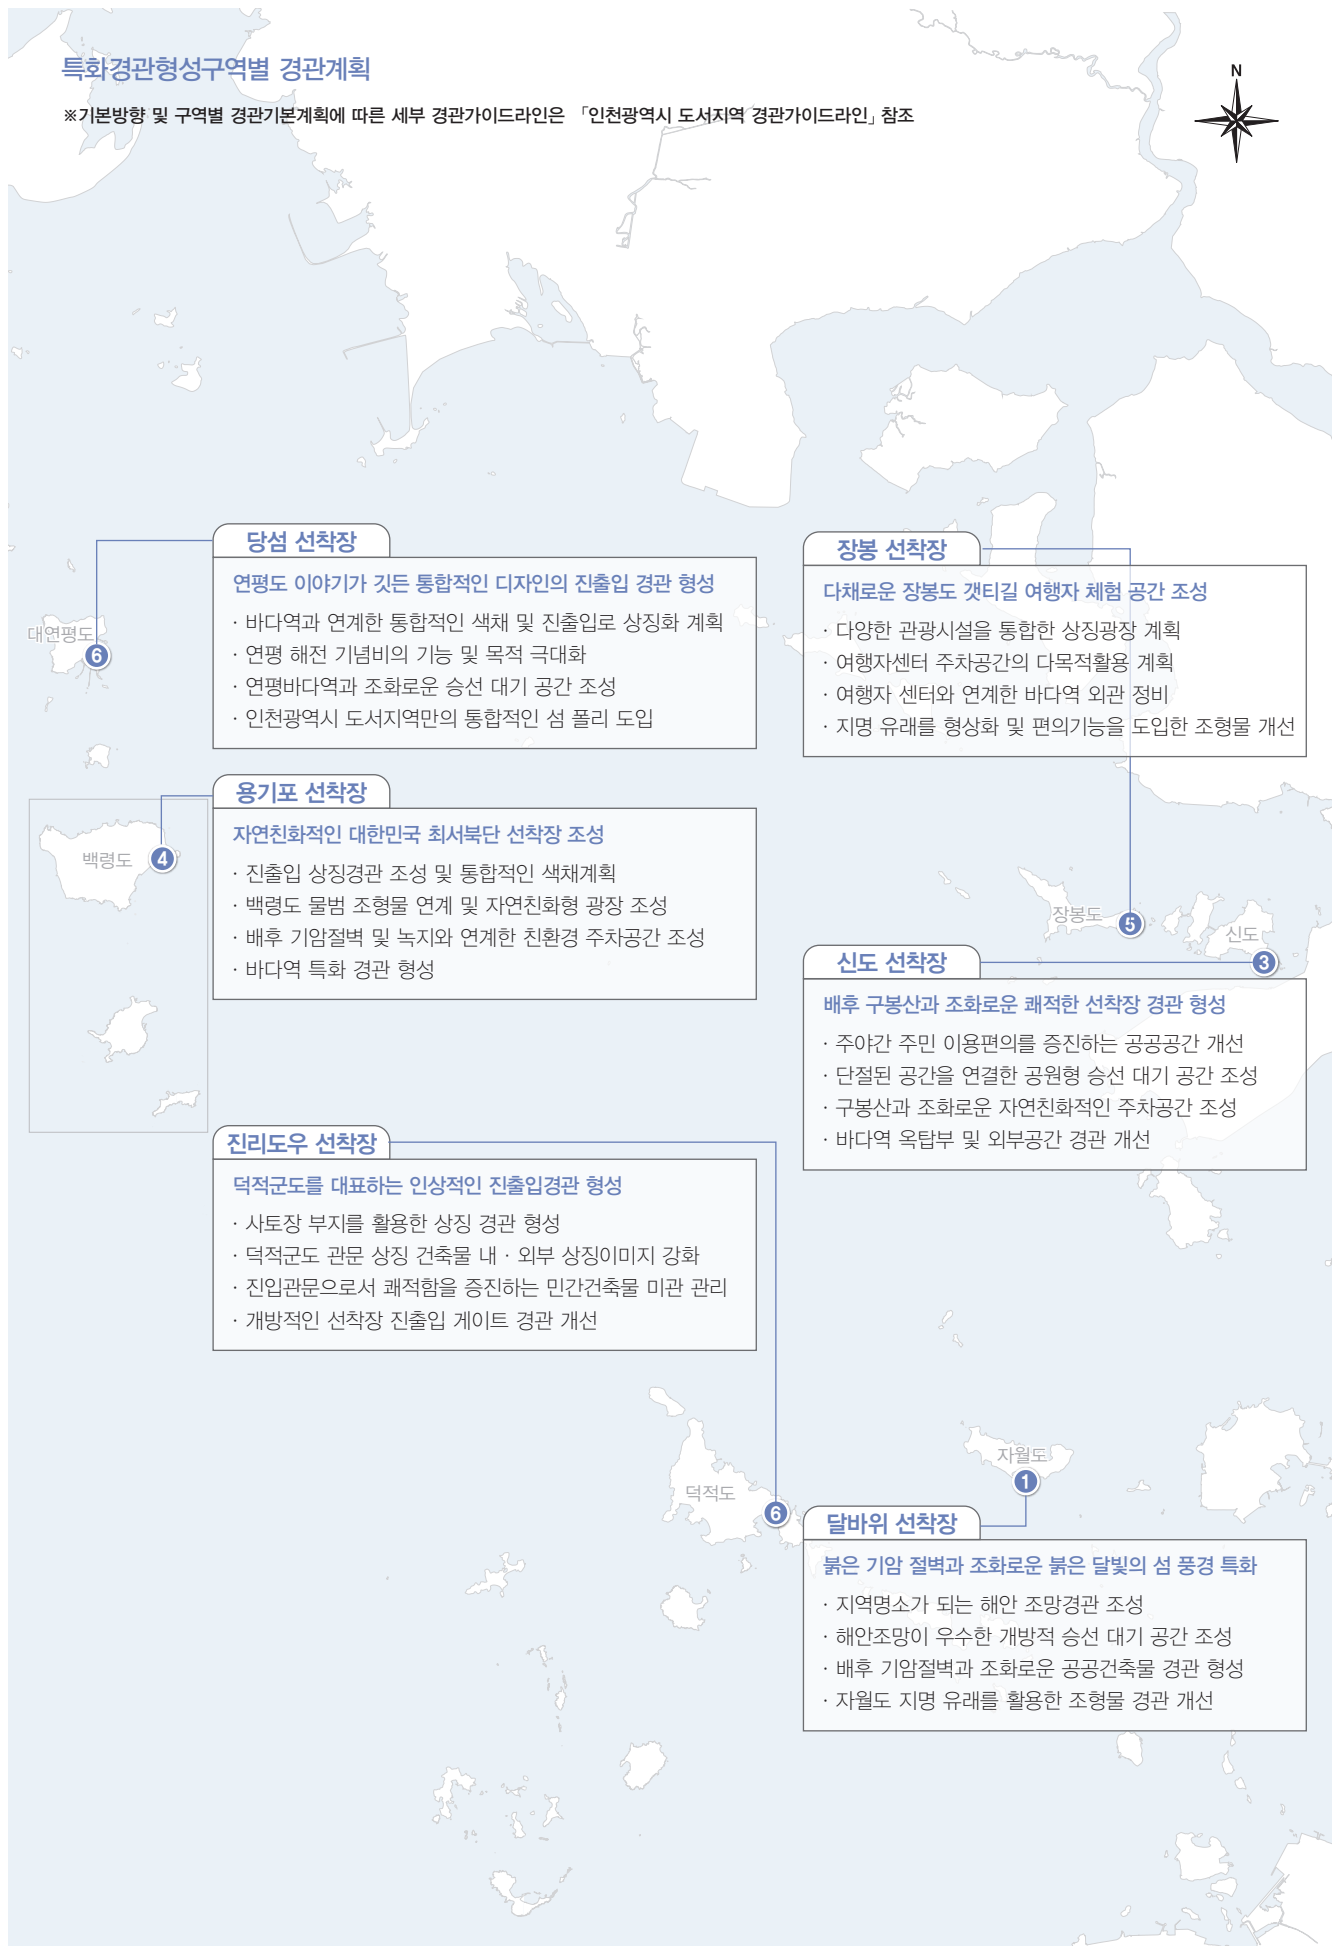 특화경관형성구역별 경관계획
※기본방향 및 구역별 경관기본계획에 따른 세부 경관가이드라인은 「인천광역시 도서지역 경관가이드라인」 참조
N
당섬 선착장
연평도 이야기가 깃든 통합적인 디자인의 진출입 경관 형성
· 바다역과 연계한 통합적인 색채 및 진출입로 상징화 계획
· 연평 해전 기념비의 기능 및 목적 극대화
· 연평바다역과 조화로운 승선 대기 공간 조성
· 인천광역시 도서지역만의 통합적인 섬 폴리 도입
대연평도
6
장봉 선착장
다채로운 장봉도 갯티길 여행자 체험 공간 조성
· 다양한 관광시설을 통합한 상징광장 계획
· 여행자센터 주차공간의 다목적활용 계획
· 여행자 센터와 연계한 바다역 외관 정비
· 지명 유래를 형상화 및 편의기능을 도입한 조형물 개선
용기포 선착장
자연친화적인 대한민국 최서북단 선착장 조성
· 진출입 상징경관 조성 및 통합적인 색채계획
· 백령도 물범 조형물 연계 및 자연친화형 광장 조성
· 배후 기암절벽 및 녹지와 연계한 친환경 주차공간 조성
· 바다역 특화 경관 형성
백령도
4
장봉도
5
신도
3
신도 선착장
배후 구봉산과 조화로운 쾌적한 선착장 경관 형성
· 주야간 주민 이용편의를 증진하는 공공공간 개선
· 단절된 공간을 연결한 공원형 승선 대기 공간 조성
· 구봉산과 조화로운 자연친화적인 주차공간 조성
· 바다역 옥탑부 및 외부공간 경관 개선
진리도우 선착장
덕적군도를 대표하는 인상적인 진출입경관 형성
· 사토장 부지를 활용한 상징 경관 형성
· 덕적군도 관문 상징 건축물 내 · 외부 상징이미지 강화
· 진입관문으로서 쾌적함을 증진하는 민간건축물 미관 관리
· 개방적인 선착장 진출입 게이트 경관 개선
덕적도
6
자월도
1
달바위 선착장
붉은 기암 절벽과 조화로운 붉은 달빛의 섬 풍경 특화
· 지역명소가 되는 해안 조망경관 조성
· 해안조망이 우수한 개방적 승선 대기 공간 조성
· 배후 기암절벽과 조화로운 공공건축물 경관 형성
· 자월도 지명 유래를 활용한 조형물 경관 개선